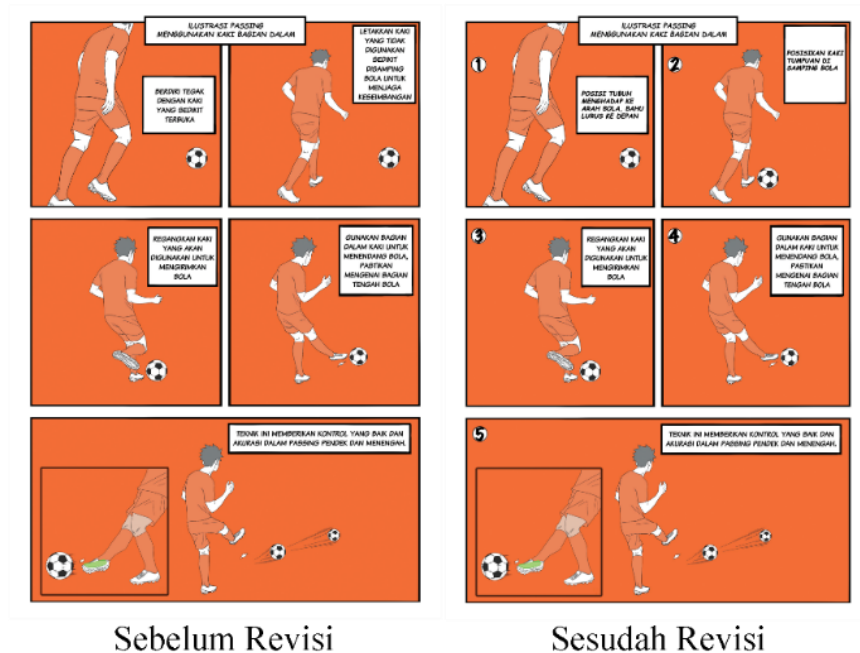 ILUSTRASI PASSING
MENGGUNAKAN KAKI BAGIAN DALAM
BERDIRI TEGAK
DENGAN KAKI
YANG SEDIKIT
TERBUKA
LETAKKAN KAKI
YANG TIDAK
DIGUNAKAN
SEDIKIT
DISAMPING
BOLA UNTUK
MENJAGA
KESEIMBANGAN
REGANGKAN KAKI
YANG AKAN
DIGUNAKAN UNTUK
MENGIRIMKAN
BOLA
GUNAKAN BAGIAN
DALAM KAKI UNTUK
MENENDANG BOLA,
PASTIKAN
MENGENAI BAGIAN
TENGAH BOLA
TEKNIK INI MEMBERIKAN KONTROL YANG BAIK DAN
AKURASI DALAM PASSING PENDEK DAN MENENGAH.
Sebelum Revisi
ILUSTRASI PASSING
MENGGUNAKAN KAKI BAGIAN DALAM
1
POSISI TUBUH
MENGHADAP KE
ARAH BOLA, BAHU
LURUS KE DEPAN
2
POSISIKAN KAKI
TUMPUAN DI
SAMPING BOLA
3
REGANGKAN KAKI
YANG AKAN
DIGUNAKAN UNTUK
MENGIRIMKAN
BOLA
4
GUNAKAN BAGIAN
DALAM KAKI UNTUK
MENENDANG BOLA,
PASTIKAN
MENGENAI BAGIAN
TENGAH BOLA
5
TEKNIK INI MEMBERIKAN KONTROL YANG BAIK DAN
AKURASI DALAM PASSING PENDEK DAN MENENGAH.
Sesudah Revisi